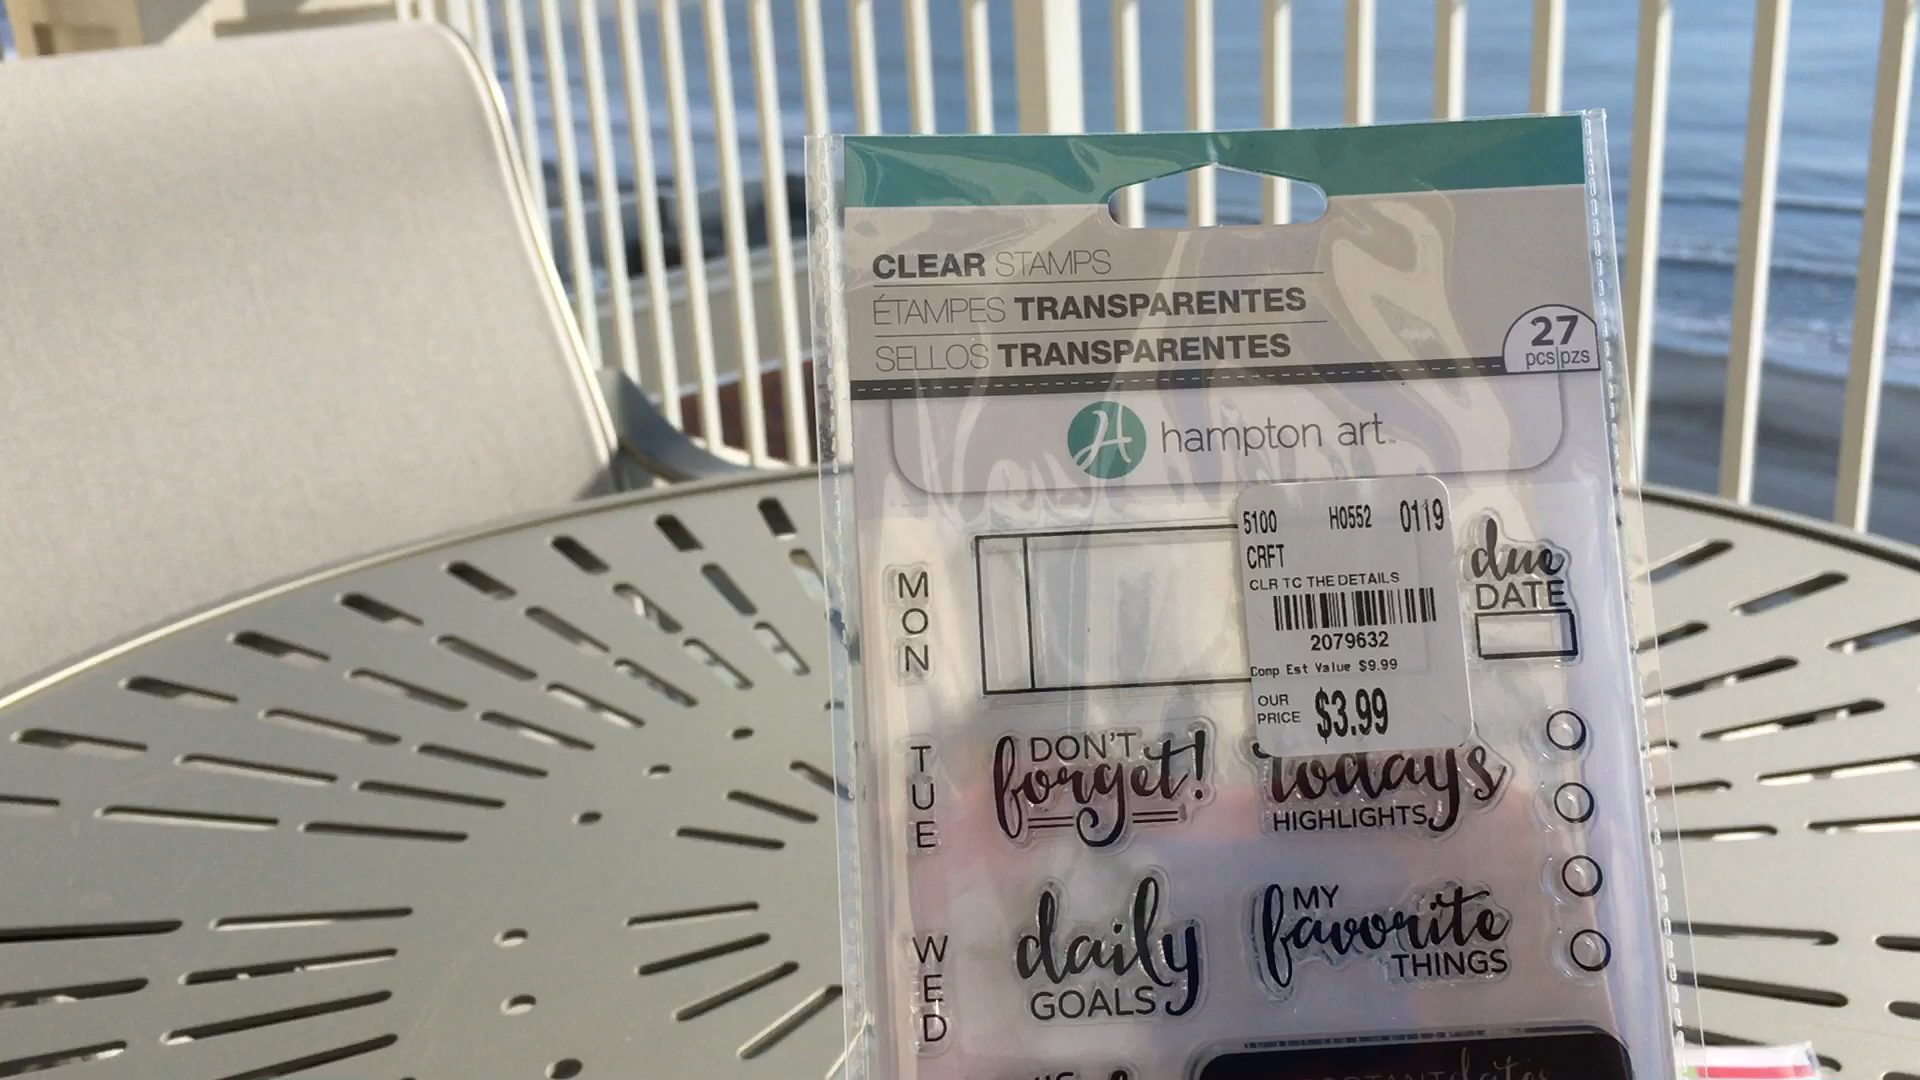 CLEAR STAMPS
ÉTAMPES TRANSPARENTES
SELLOS TRANSPARENTES
27
pcs|pzs
H hampton art
5100 H0552 0119
CRFT
CLR TC THE DETAILS
2079632
Comp Est Value $9.99
OUR
PRICE $3.99
due
DATE
MON
TUE
WED
DON'T
forget!
today's
HIGHLIGHTS
daily
GOALS
MY
favorite
THINGS